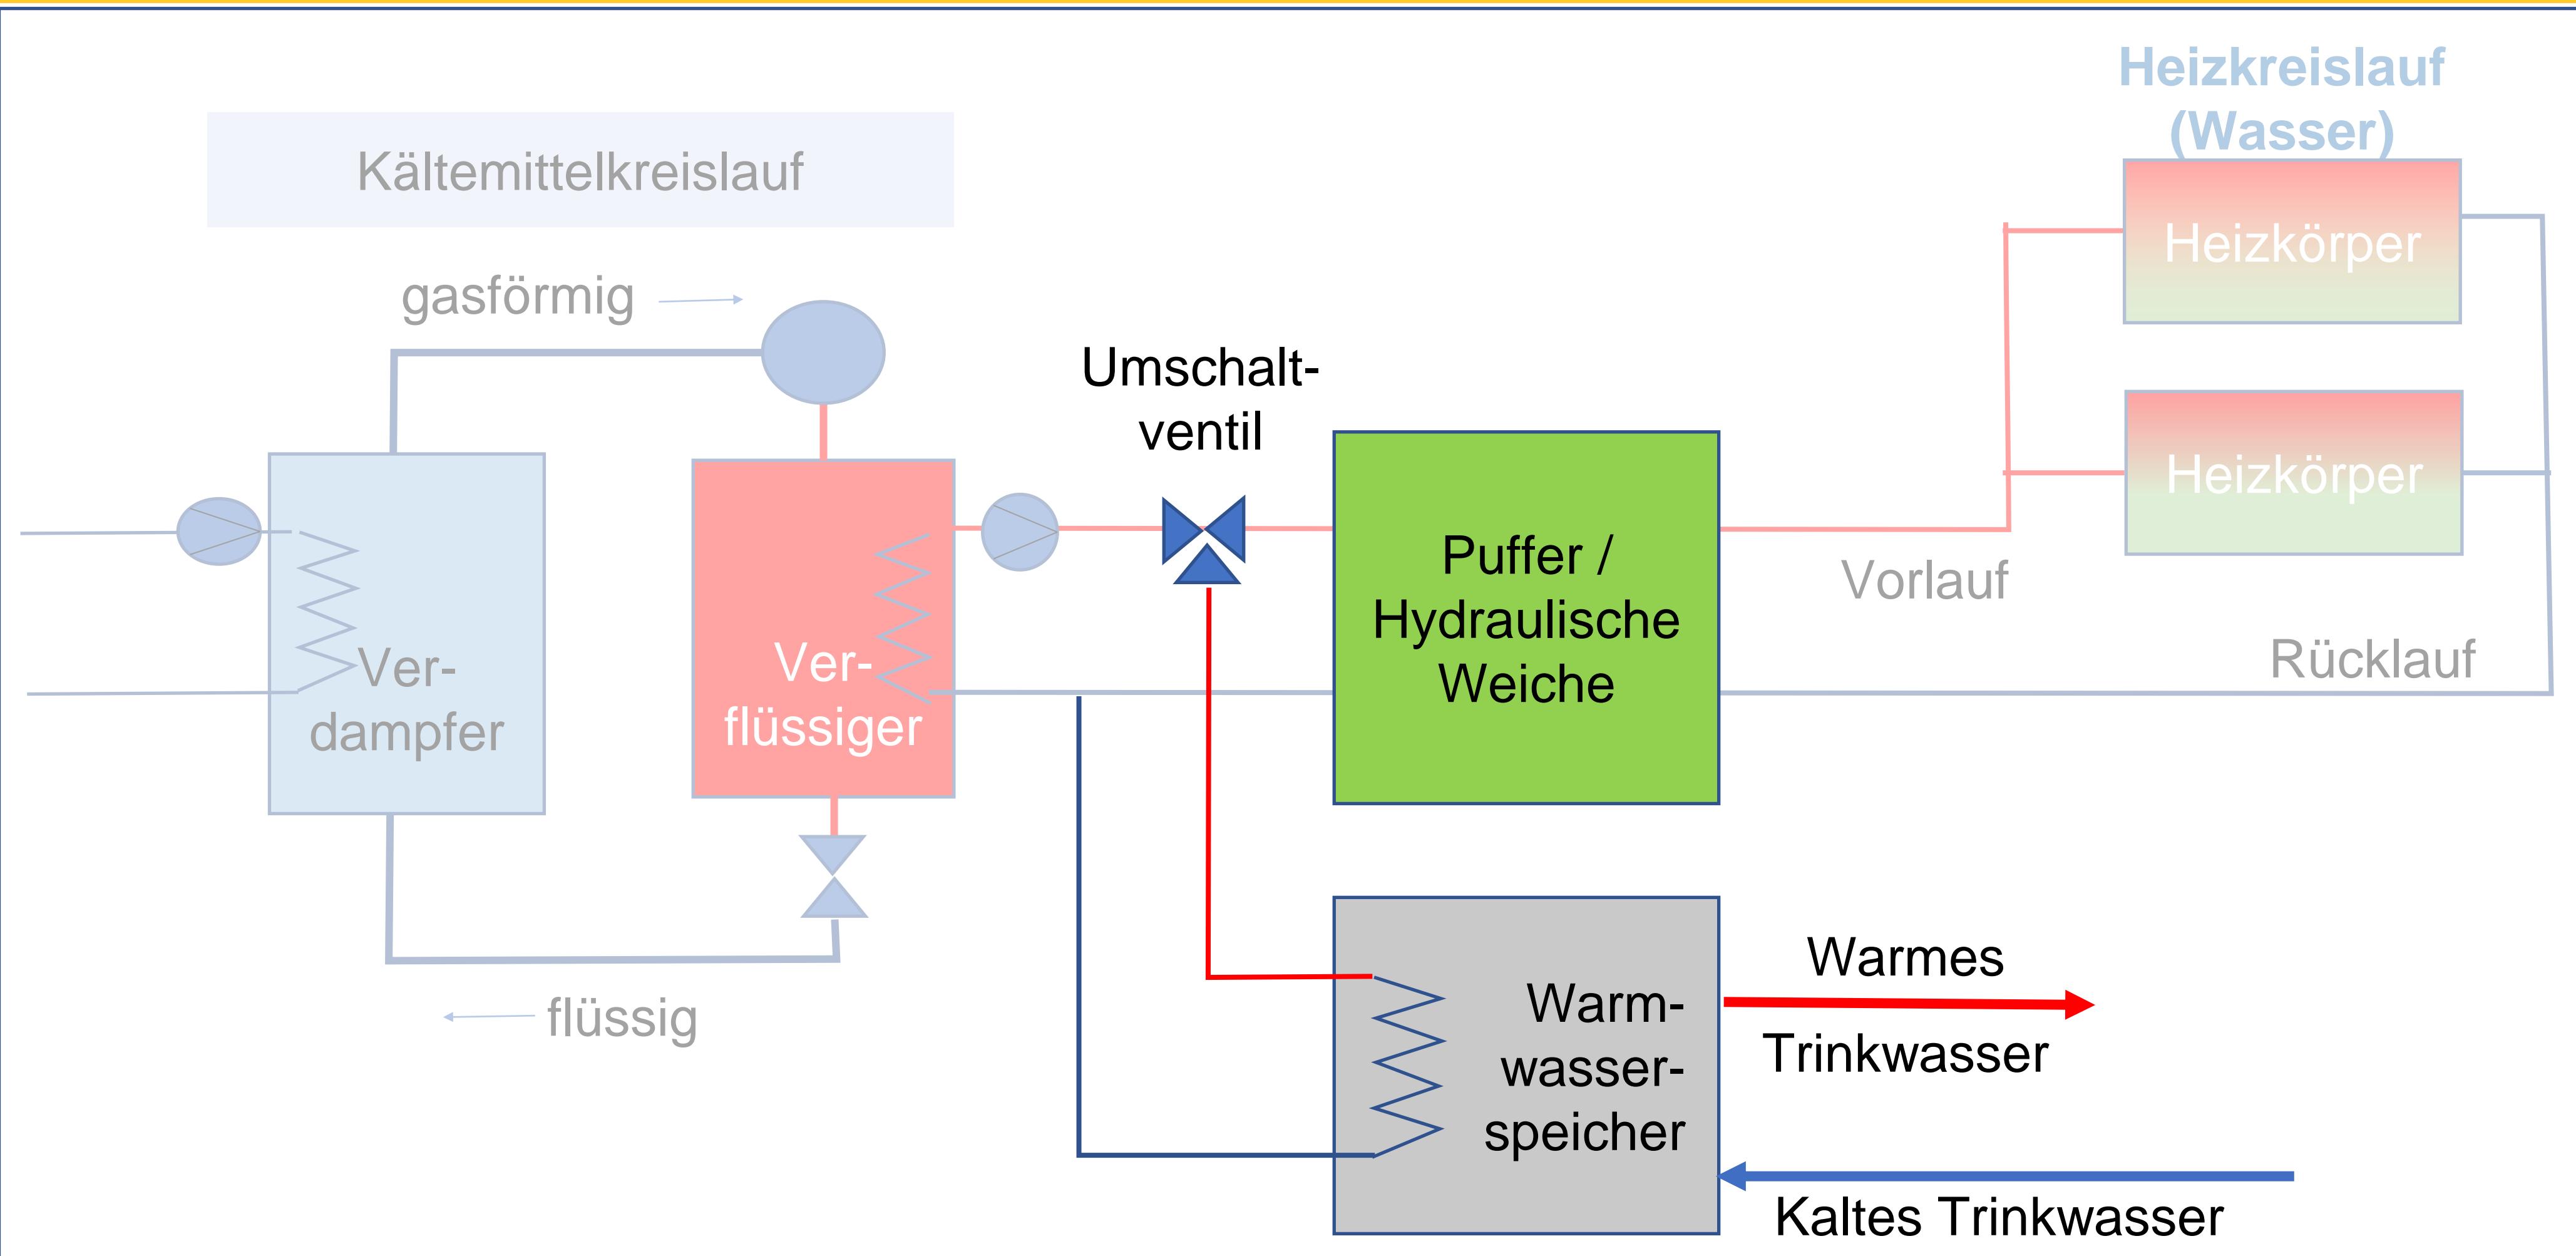 Heizkreislauf
(Wasser)
Kältemittelkreislauf
gasförmig
Umschalt-
ventil
Heizkörper
Heizkörper
Puffer /
Hydraulische
Weiche
Vorlauf
Rücklauf
Ver-
dampfer
Ver-
flüssiger
flüssig
Warm-
wasser-
speicher
Warmes
Trinkwasser
Kaltes Trinkwasser